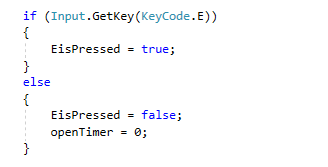 if (Input.GetKey(KeyCode.E))
{
    EisPressed = true;
}
else
{
    EisPressed = false;
    openTimer = 0;
}